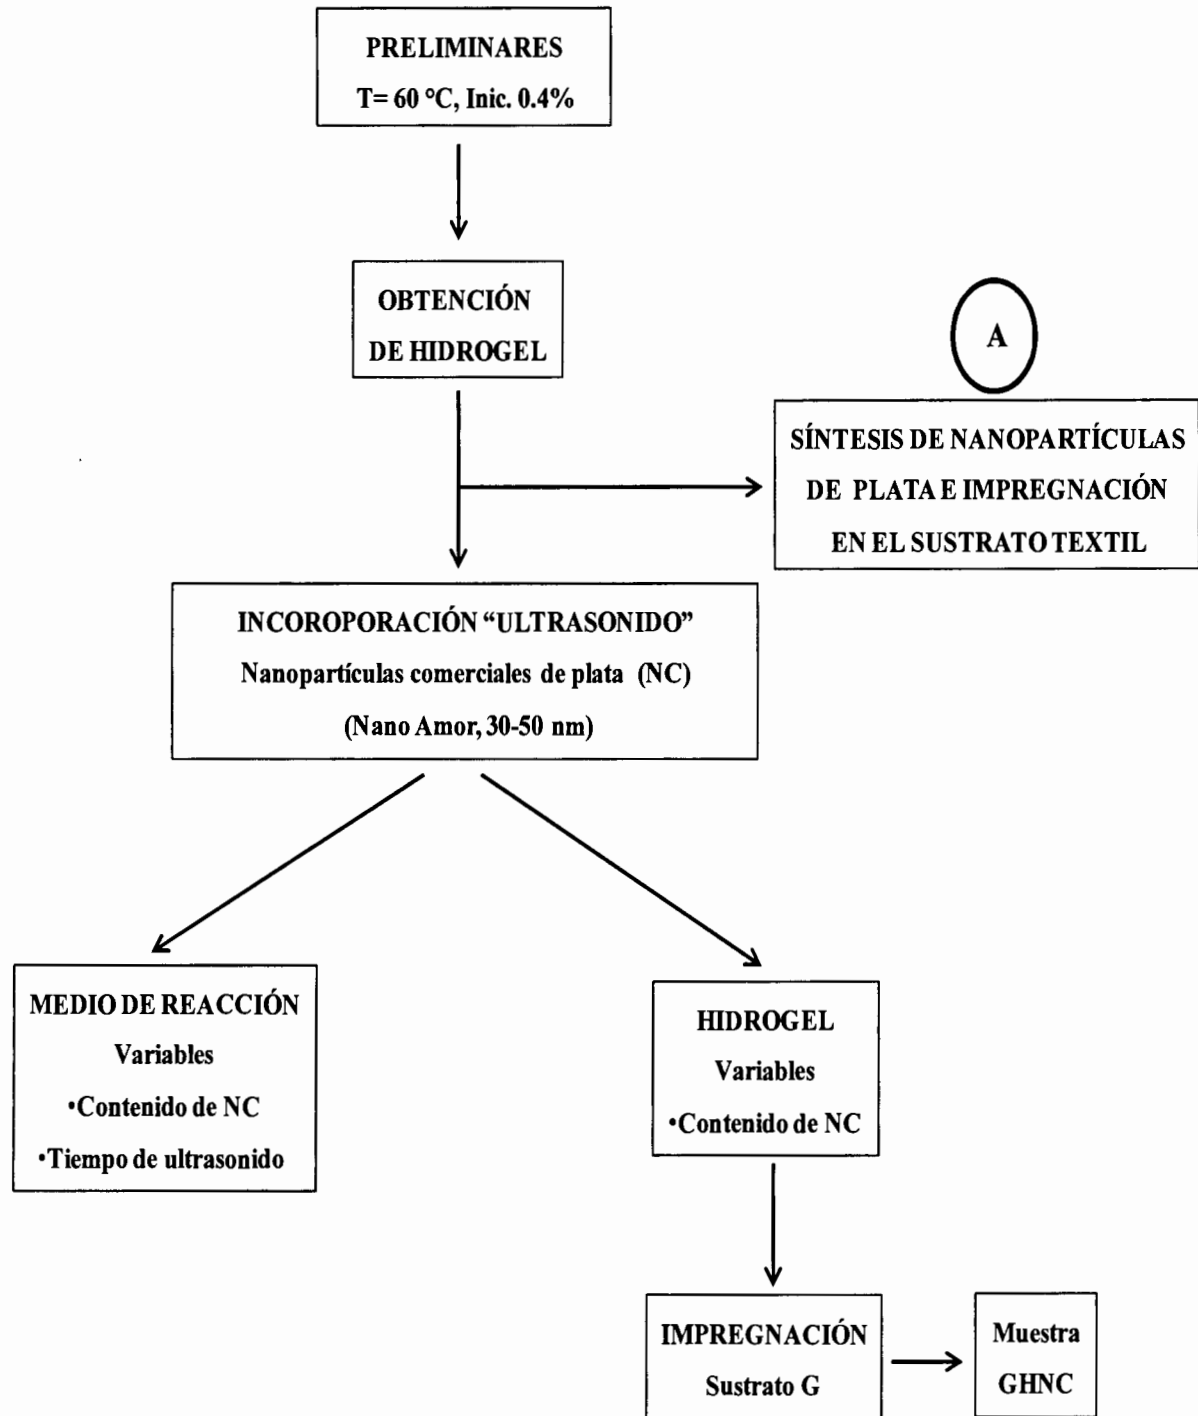 PRELIMINARES
T= 60 °C, Inic. 0.4%
OBTENCIÓN
DE HIDROGEL
A
SÍNTESIS DE NANOPARTÍCULAS
DE PLATA E IMPREGNACIÓN
EN EL SUSTRATO TEXTIL
INCOROPORACIÓN “ULTRASONIDO”
Nanopartículas comerciales de plata (NC)
(Nano Amor, 30-50 nm)
MEDIO DE REACCIÓN
Variables
•Contenido de NC
•Tiempo de ultrasonido
HIDROGEL
Variables
•Contenido de NC
IMPREGNACIÓN
Sustrato G
Muestra
GHNC